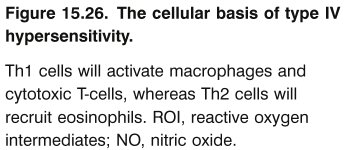 Figure 15.26. The cellular basis of type IV
hypersensitivity.
Th1 cells will activate macrophages and
cytotoxic T-cells, whereas Th2 cells will
recruit eosinophils. ROI, reactive oxygen
intermediates; NO, nitric oxide.